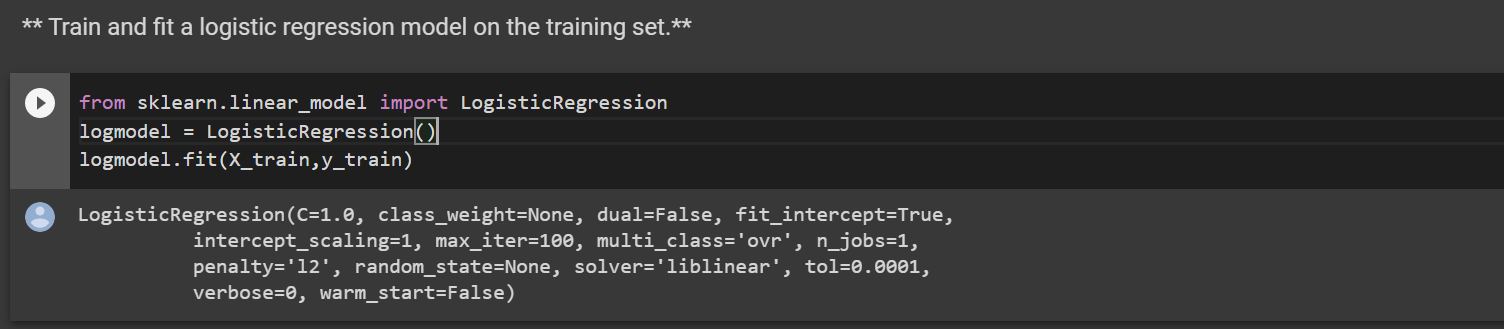 ** Train and fit a logistic regression model on the training set.**
from sklearn.linear_model import LogisticRegression
logmodel = LogisticRegression()
logmodel.fit(X_train,y_train)
LogisticRegression(C=1.0, class_weight=None, dual=False, fit_intercept=True,
intercept_scaling=1, max_iter=100, multi_class='ovr', n_jobs=1,
penalty='l2', random_state=None, solver='liblinear', tol=0.0001,
verbose=0, warm_start=False)